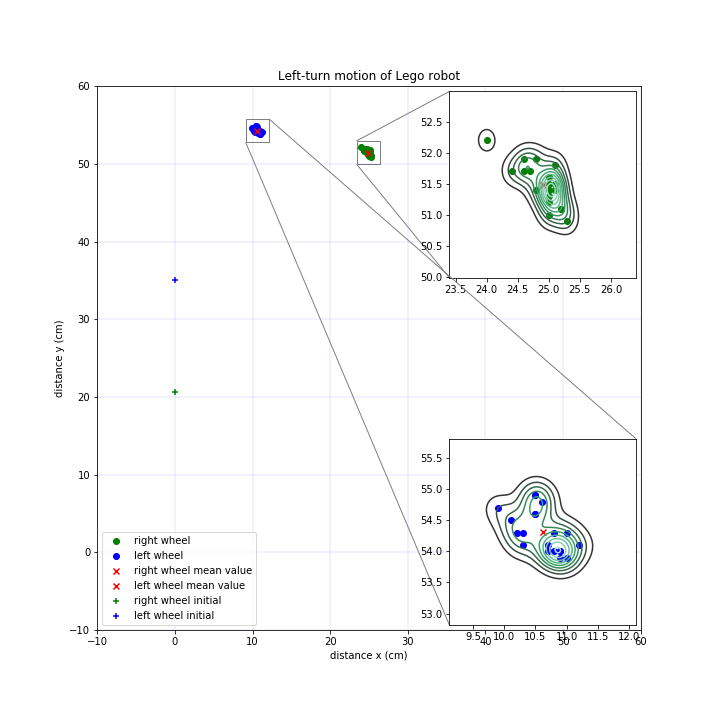 Left-turn motion of Lego robot
60
50
40
30
20
10
0
−10
distance y (cm)
52.5
52.0
51.5
51.0
50.5
50.0
23.5 24.0 24.5 25.0 25.5 26.0
55.5
55.0
54.5
54.0
53.5
53.0
9.5 10.0 10.5 11.0 11.5 12.0
right wheel
left wheel
right wheel mean value
left wheel mean value
right wheel initial
left wheel initial
−10 0 10 20 30 40 50 60
distance x (cm)